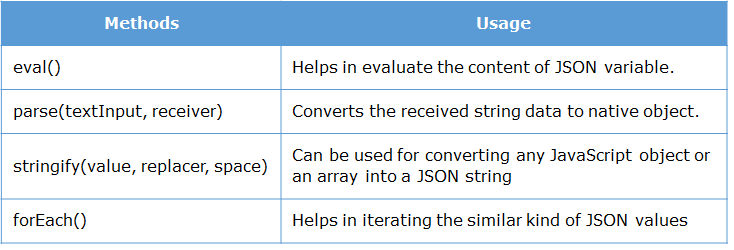 Methods Usage
eval() Helps in evaluate the content of JSON variable.
parse(textInput, receiver) Converts the received string data to native object.
stringify(value, replacer, space) Can be used for converting any JavaScript object or
an array into a JSON string
forEach() Helps in iterating the similar kind of JSON values